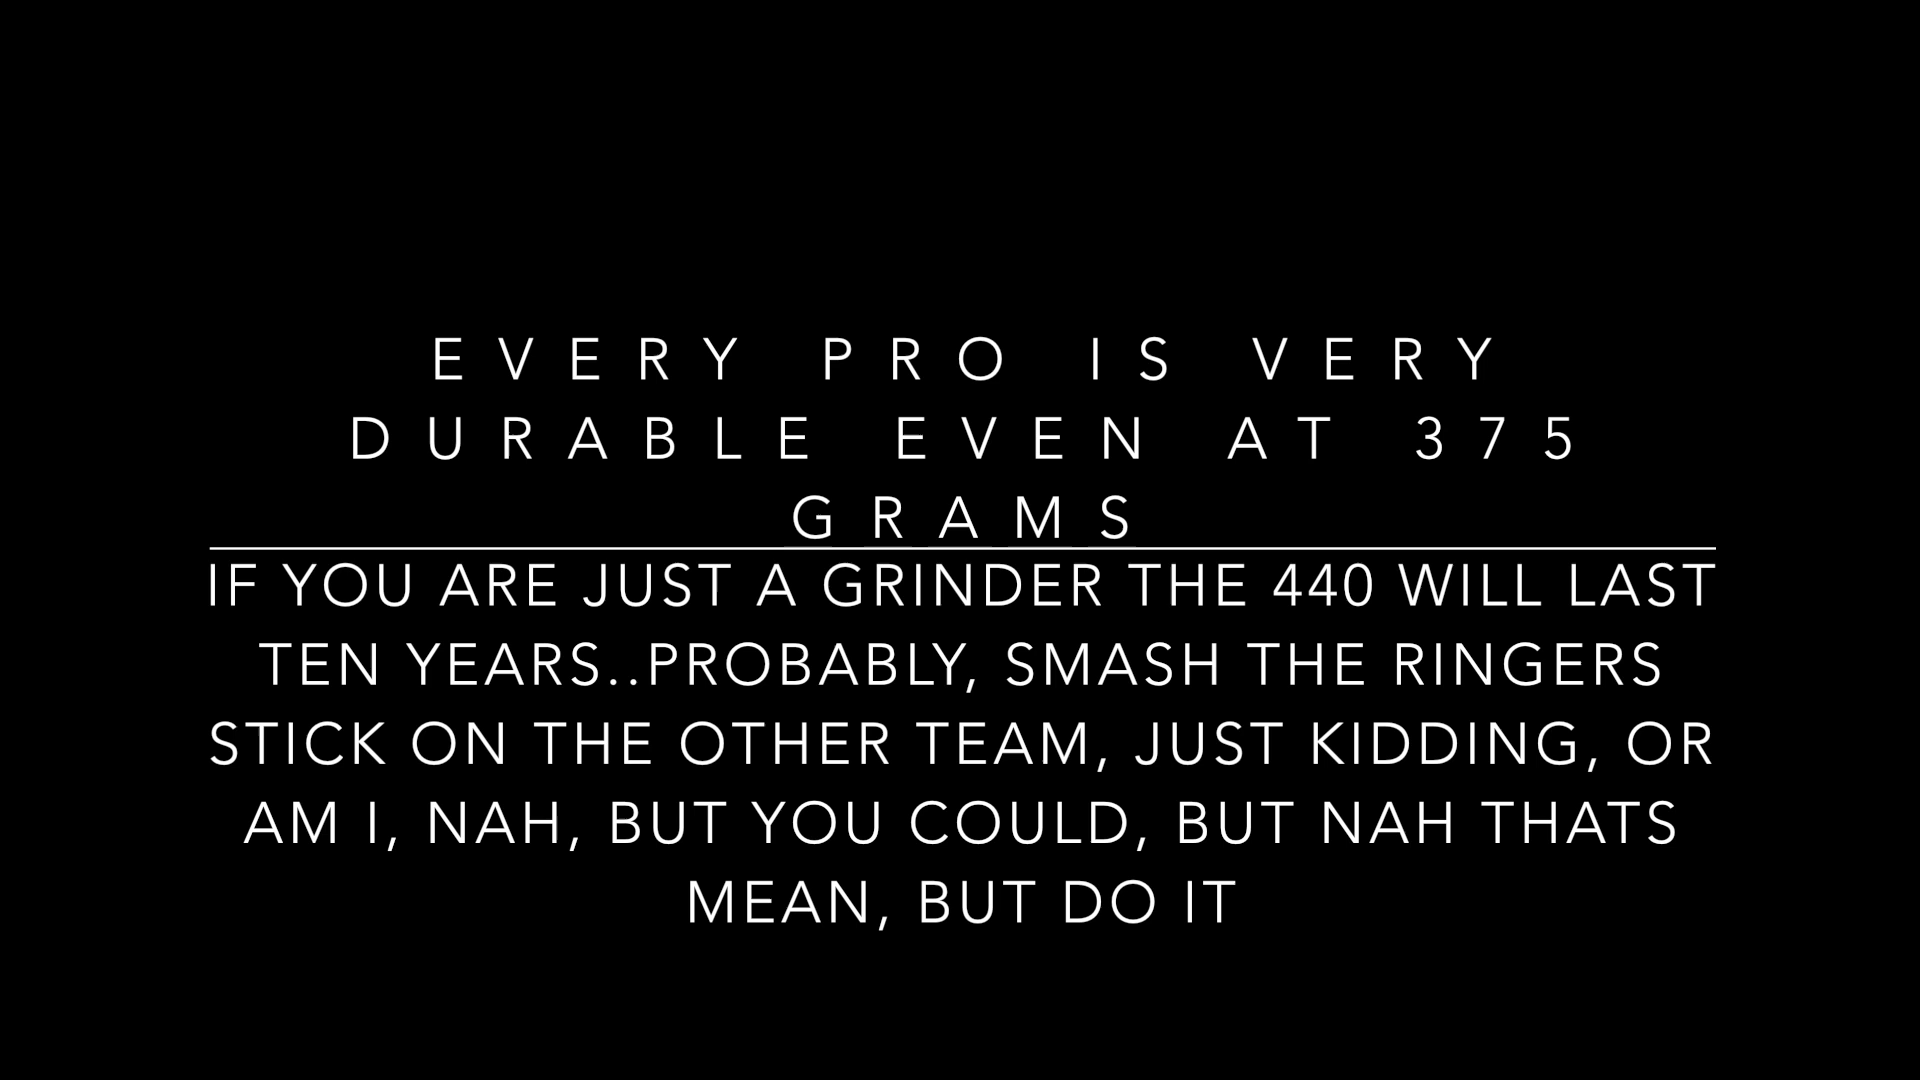 EVERY PRO IS VERY
DURABLE EVEN AT 375
GRAMS
IF YOU ARE JUST A GRINDER THE 440 WILL LAST
TEN YEARS..PROBABLY, SMASH THE RINGERS
STICK ON THE OTHER TEAM, JUST KIDDING, OR
AM I, NAH, BUT YOU COULD, BUT NAH THATS
MEAN, BUT DO IT